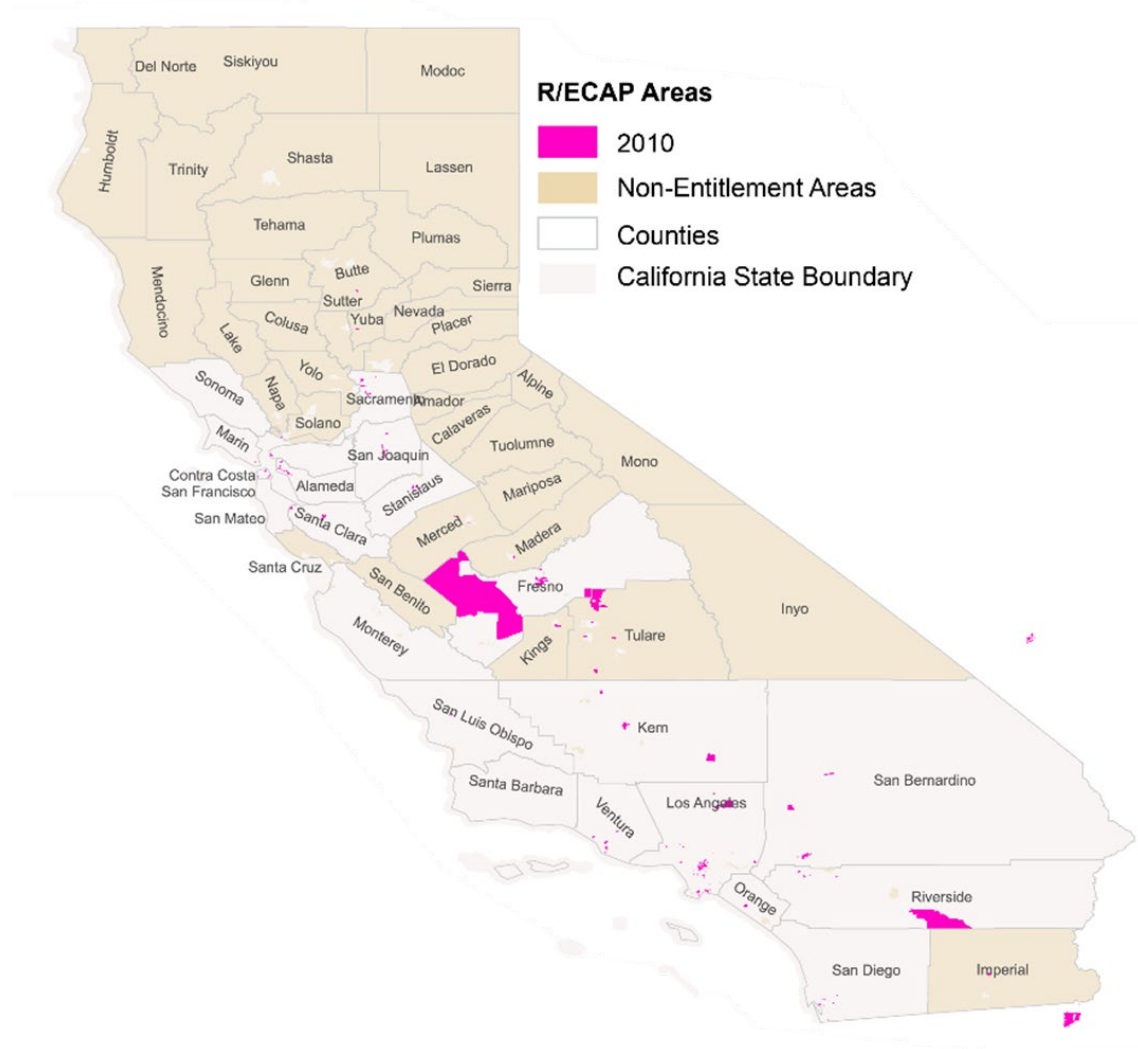 R/ECAP Areas
2010
Non-Entitlement Areas
Counties
California State Boundary
Del Norte
Siskiyou
Modoc
Humboldt
Trinity
Shasta
Lassen
Tehama
Plumas
Mendocino
Glenn
Butte
Sierra
Sutter
Colusa
Yuba
Nevada
Placer
Lake
Yolo
El Dorado
Sonoma
Napa
Alpine
Sacramento
Amador
Solano
Calaveras
Marin
Tuolumne
San Joaquin
Mono
Contra Costa
San Francisco
Alameda
Stanislaus
Mariposa
San Mateo
Santa Clara
Merced
Madera
Santa Cruz
San Benito
Fresno
Inyo
Monterey
Kings
Tulare
San Luis Obispo
Kern
Santa Barbara
San Bernardino
Ventura
Los Angeles
Orange
Riverside
San Diego
Imperial